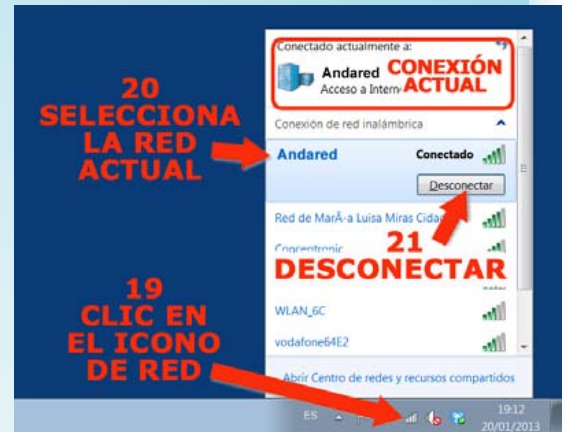 Conectado actualmente a:
Andared
CONEXIÓN
Acceso a Intern
ACTUAL
20
SELECCIONA
LA RED
ACTUAL
Conexión de red inalámbrica
Andared Conectado
Desconectar
Red de MarÃ-a Luisa Miras Cida
21
DESCONECTAR
Cogcentronic
19
CLIC EN
EL ICONO
DE RED
WLAN_6C
vodafone64E2
Abrir Centro de redes y recursos compartidos
ES
19:12
20/01/2013